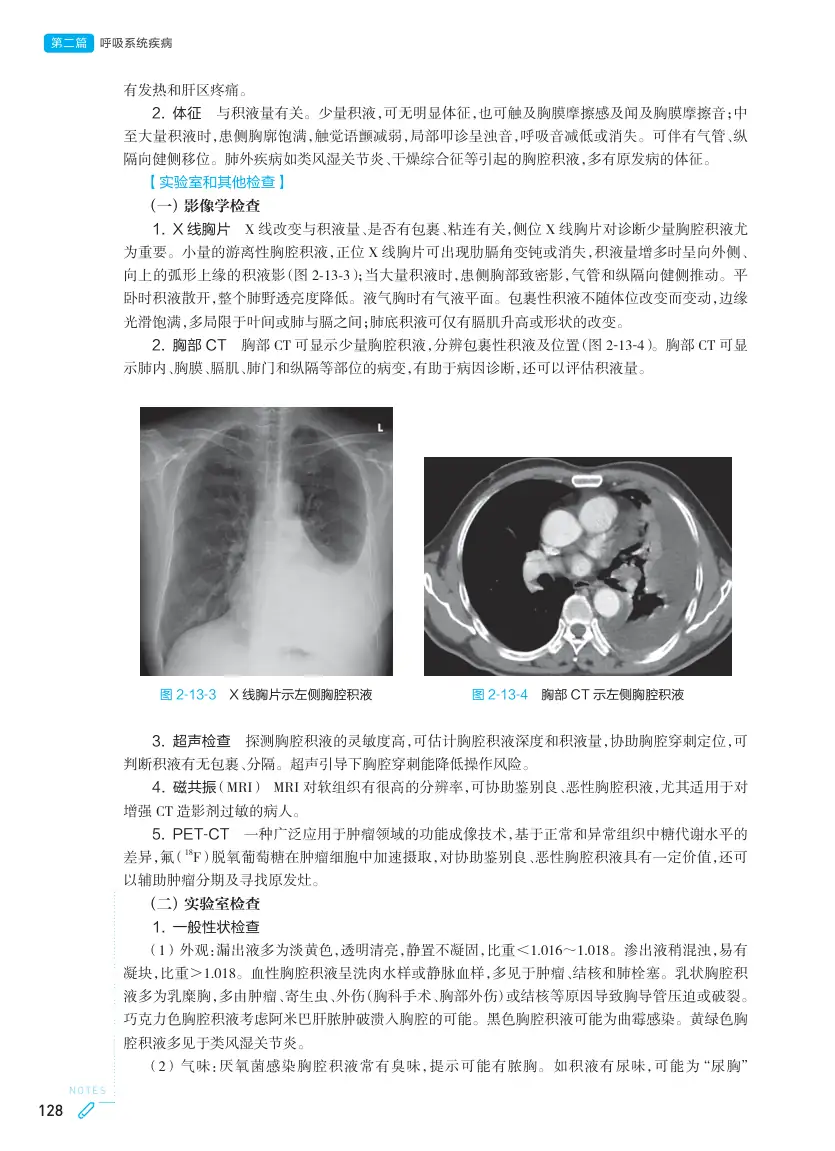 第二篇 呼吸系统疾病
有发热和肝区疼痛。
2. 体征 与积液量有关。少量积液,可无明显体征,也可触及胸膜摩擦感及闻及胸膜摩擦音;中
至大量积液时,患侧胸廓饱满,触觉语颤减弱,局部叩诊呈浊音,呼吸音减低或消失。可伴有气管、纵
隔向健侧移位。肺外疾病如类风湿关节炎、干燥综合征等引起的胸腔积液,多有原发病的体征。
【实验室和其他检查】
(一)影像学检查
1. X 线胸片 X 线改变与积液量、是否有包裹、粘连有关,侧位 X 线胸片对诊断少量胸腔积液尤
为重要。小量的游离性胸腔积液,正位 X 线胸片可出现肋膈角变钝或消失,积液量增多时呈向外侧、
向上的弧形上缘的积液影(图 2-13-3);当大量积液时,患侧胸部致密影,气管和纵隔向健侧推动。平
卧时积液散开,整个肺野透亮度降低。液气胸时有气液平面。包裹性积液不随体位改变而变动,边缘
光滑饱满,多局限于叶间或肺与膈之间;肺底积液可仅有膈肌升高或形状的改变。
2. 胸部 CT 胸部 CT 可显示少量胸腔积液,分辨包裹性积液及位置(图 2-13-4)。胸部 CT 可显
示肺内、胸膜、膈肌、肺门和纵隔等部位的病变,有助于病因诊断,还可以评估积液量。
L
图 2-13-3 X 线胸片示左侧胸腔积液
图 2-13-4 胸部 CT 示左侧胸腔积液
3. 超声检查 探测胸腔积液的灵敏度高,可估计胸腔积液深度和积液量,协助胸腔穿刺定位,可
判断积液有无包裹、分隔。超声引导下胸腔穿刺能降低操作风险。
4. 磁共振(MRI) MRI 对软组织有很高的分辨率,可协助鉴别良、恶性胸腔积液,尤其适用于对
增强 CT 造影剂过敏的病人。
5. PET-CT 一种广泛应用于肿瘤领域的功能成像技术,基于正常和异常组织中糖代谢水平的
差异,氟(¹⁸F)脱氧葡萄糖在肿瘤细胞中加速摄取,对协助鉴别良、恶性胸腔积液具有一定价值,还可
以辅助肿瘤分期及寻找原发灶。
(二)实验室检查
1. 一般性状检查
(1)外观:漏出液多为淡黄色,透明清亮,静置不凝固,比重<1.016~1.018。渗出液稍混浊,易有
凝块,比重>1.018。血性胸腔积液呈洗肉水样或静脉血样,多见于肿瘤、结核和肺栓塞。乳状胸腔积
液多为乳糜胸,多由肿瘤、寄生虫、外伤(胸科手术、胸部外伤)或结核等原因导致胸导管压迫或破裂。
巧克力色胸腔积液考虑阿米巴肝脓肿破溃入胸腔的可能。黑色胸腔积液可能为曲霉感染。黄绿色胸
腔积液多见于类风湿关节炎。
(2)气味:厌氧菌感染胸腔积液常有臭味,提示可能有脓胸。如积液有尿味,可能为“尿胸”
NOTES
128